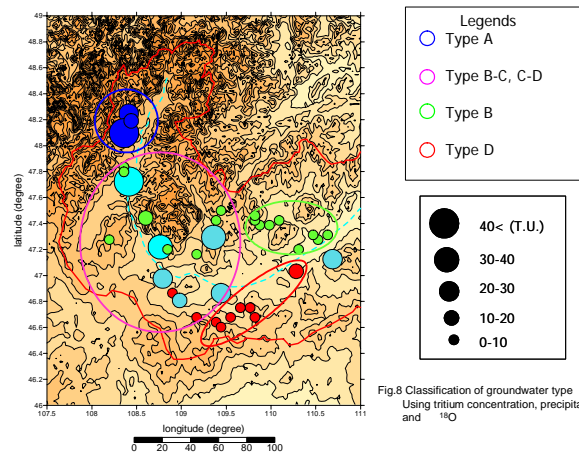 49
48.8
48.6
48.4
48.2
48
47.8
47.6
47.4
47.2
47
46.8
46.6
46.4
46.2
46
latitude (degree)
107.5 108 108.5 109 109.5 110 110.5 111
longitude (degree)
0 20 40 60 80 100
Legends
Type A
Type B-C, C-D
Type B
Type D
40< (T.U.)
30-40
20-30
10-20
0-10
Fig.8 Classification of groundwater type
Using tritium concentration, precipita
and 18O